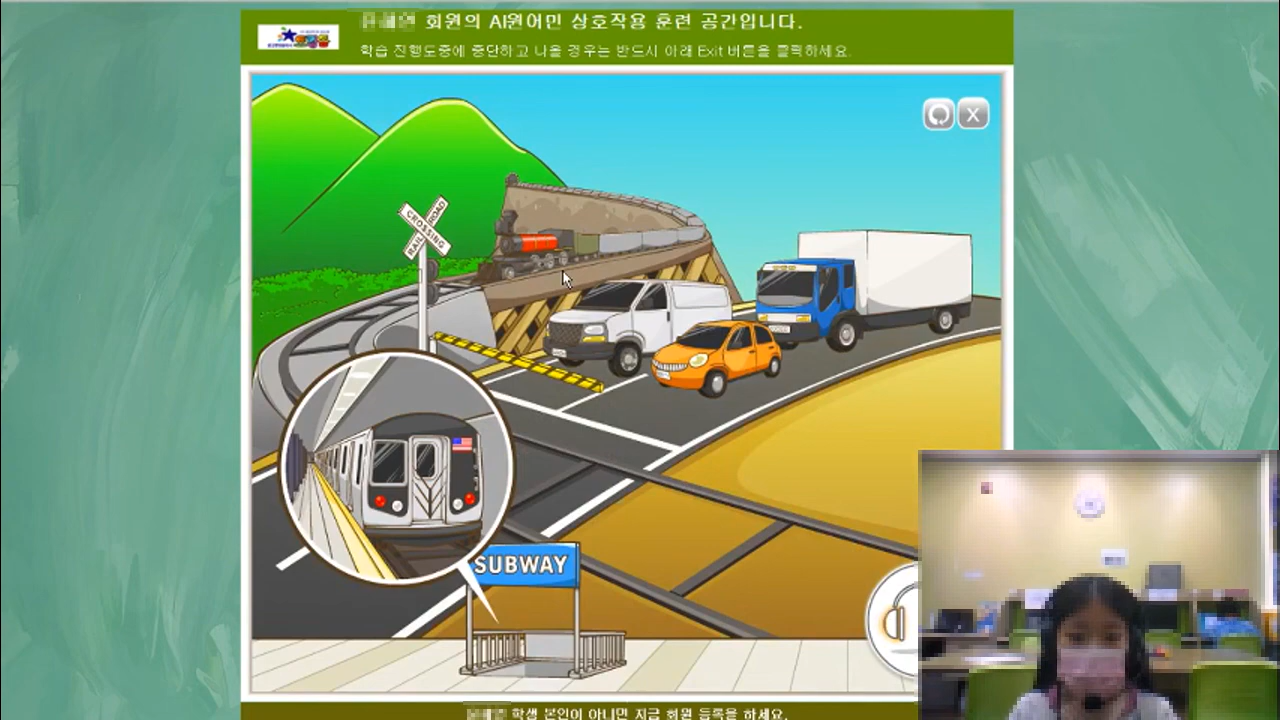 회원의 AI원어민 상호작용 훈련 공간입니다.
학습 진행도중에 중단하고 나올 경우는 반드시 아래 Exit 버튼을 클릭하세요.
RAIL ROAD
CROSSING
SUBWAY
학생 본인이 아니면 지금 회원 등록을 하세요.